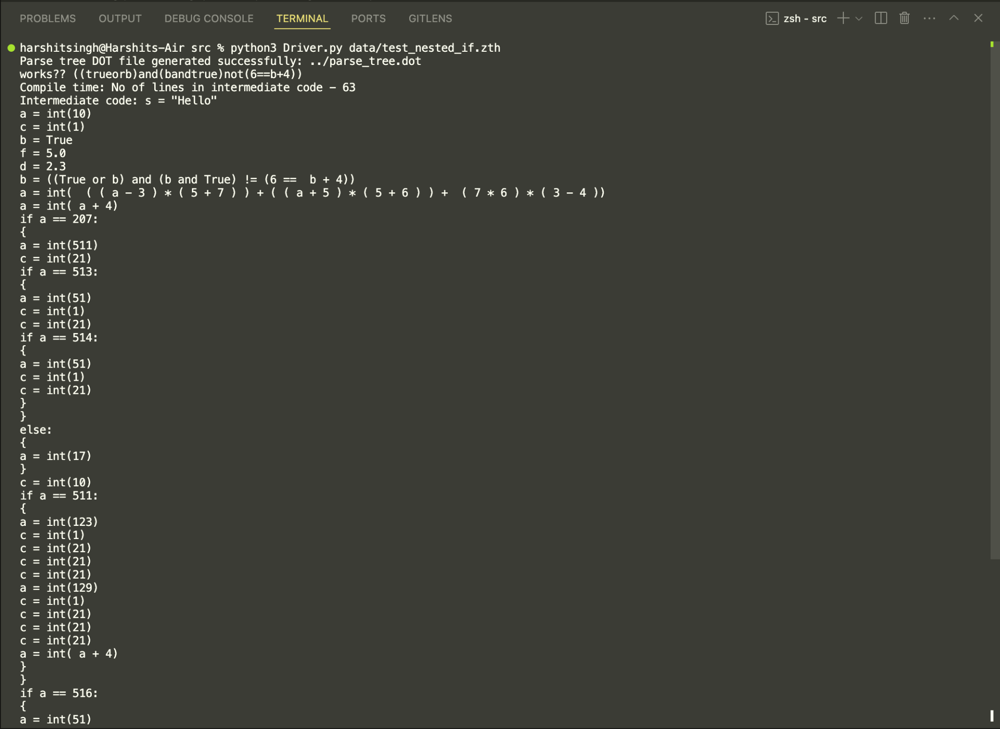 PROBLEMS OUTPUT DEBUG CONSOLE TERMINAL PORTS GITLENS zsh - src
harshitsingh@Harshits-Air src % python3 Driver.py data/test_nested_if.zth
Parse tree DOT file generated successfully: ../parse_tree.dot
works?? ((trueorb)and(bandtrue)not(6==b+4))
Compile time: No of lines in intermediate code - 63
Intermediate code: s = "Hello"
a = int(10)
c = int(1)
b = True
f = 5.0
d = 2.3
b = ((True or b) and (b and True) != (6 ==  b + 4))
a = int(  ( ( a - 3 ) * ( 5 + 7 ) ) + ( ( a + 5 ) * ( 5 + 6 ) ) +  ( 7 * 6 ) * ( 3 - 4 ))
a = int( a + 4)
if a == 207:
{
a = int(511)
c = int(21)
if a == 513:
{
a = int(51)
c = int(1)
c = int(21)
if a == 514:
{
a = int(51)
c = int(1)
c = int(21)
}
}
else:
{
a = int(17)
}
c = int(10)
if a == 511:
{
a = int(123)
c = int(1)
c = int(21)
c = int(21)
c = int(21)
a = int(129)
c = int(1)
c = int(21)
c = int(21)
c = int(21)
a = int( a + 4)
}
}
if a == 516:
{
a = int(51)